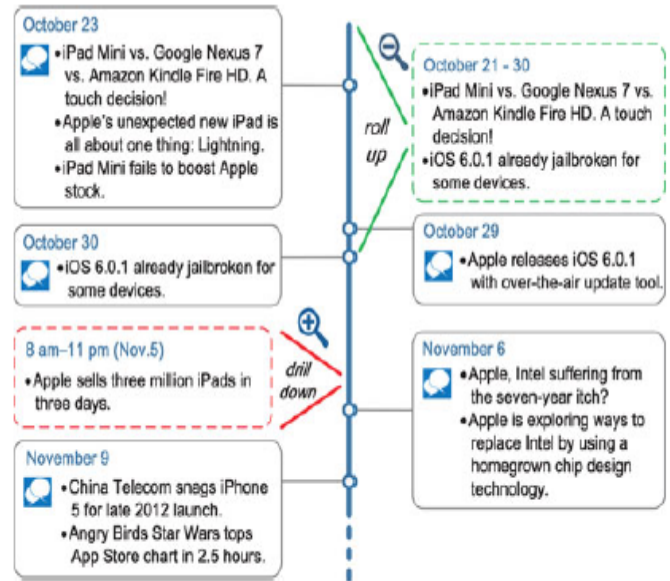 October 23
•iPad Mini vs. Google Nexus 7
vs. Amazon Kindle Fire HD. A
touch decision!
•Apple's unexpected new iPad is
all about one thing: Lightning.
•iPad Mini fails to boost Apple
stock.
roll
up
October 21 - 30
•iPad Mini vs. Google Nexus 7 vs.
Amazon Kindle Fire HD. A touch
decision!
•iOS 6.0.1 already jailbroken for
some devices.
October 30
•iOS 6.0.1 already jailbroken for
some devices.
October 29
•Apple releases iOS 6.0.1
with over-the-air update tool.
8 am–11 pm (Nov.5)
•Apple sells three million iPads in
three days.
drill
down
November 6
•Apple, Intel suffering from
the seven-year itch?
•Apple is exploring ways to
replace Intel by using a
homegrown chip design
technology.
November 9
•China Telecom snags iPhone
5 for late 2012 launch.
•Angry Birds Star Wars tops
App Store chart in 2.5 hours.